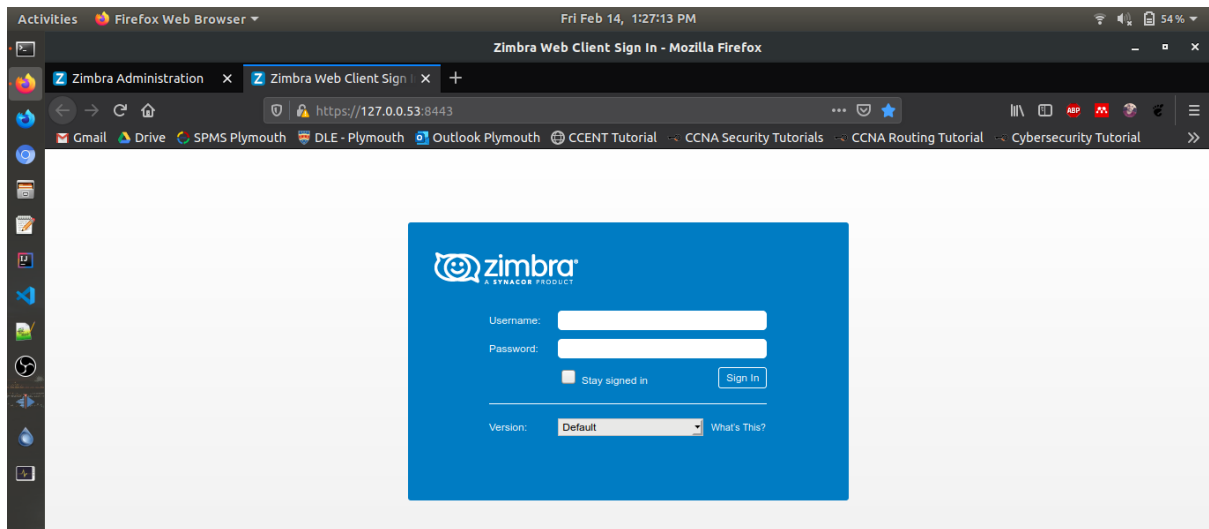 Activities Firefox Web Browser Fri Feb 14, 1:27:13 PM 54 %
Zimbra Web Client Sign In - Mozilla Firefox
Zimbra Administration Zimbra Web Client Sign I
https://127.0.0.53:8443 ABP
Gmail Drive SPMS Plymouth DLE - Plymouth Outlook Plymouth CCENT Tutorial CCNA Security Tutorials CCNA Routing Tutorial Cybersecurity Tutorial
zimbra®
A SYNACOR PRODUCT
Username:
Password:
Stay signed in Sign In
Version: Default What's This?